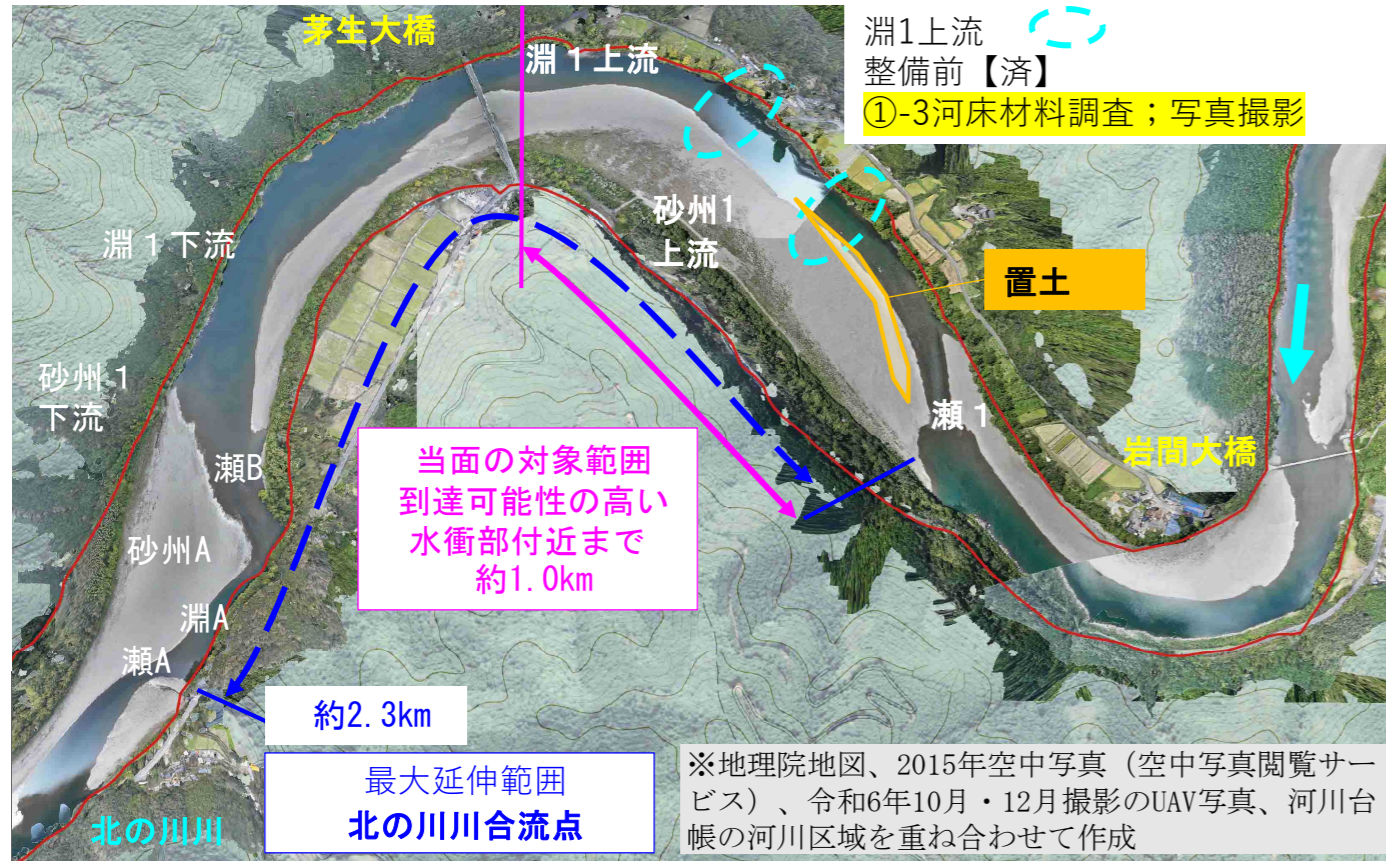 茅生大橋
淵１上流
淵1上流
整備前【済】
①-3河床材料調査；写真撮影
砂州1
上流
淵１下流
置土
砂州１
下流
瀬１
岩間大橋
瀬B
当面の対象範囲
到達可能性の高い
水衝部付近まで
約1.0km
砂州A
淵A
瀬A
約2.3km
最大延伸範囲
北の川川合流点
北の川川
※地理院地図、2015年空中写真（空中写真閲覧サー
ビス）、令和6年10月・12月撮影のUAV写真、河川台
帳の河川区域を重ね合わせて作成